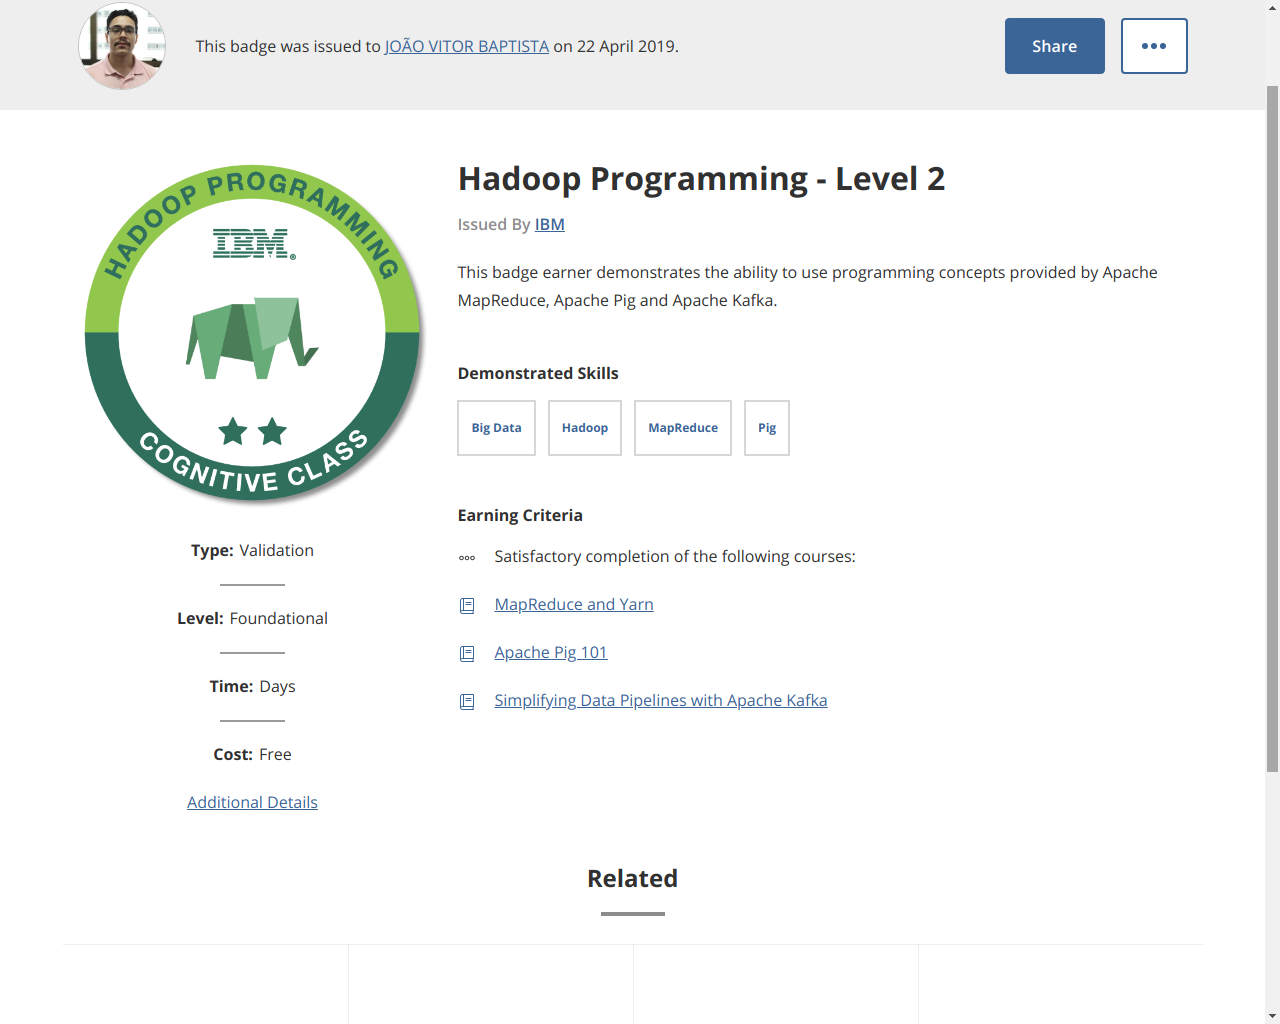 This badge was issued to JOÃO VITOR BAPTISTA on 22 April 2019.
Share
HADOOP PROGRAMMING
IBM
COGNITIVE CLASS
Type: Validation
Level: Foundational
Time: Days
Cost: Free
Additional Details
Hadoop Programming - Level 2
Issued By IBM
This badge earner demonstrates the ability to use programming concepts provided by Apache
MapReduce, Apache Pig and Apache Kafka.
Demonstrated Skills
Big Data
Hadoop
MapReduce
Pig
Earning Criteria
Satisfactory completion of the following courses:
MapReduce and Yarn
Apache Pig 101
Simplifying Data Pipelines with Apache Kafka
Related